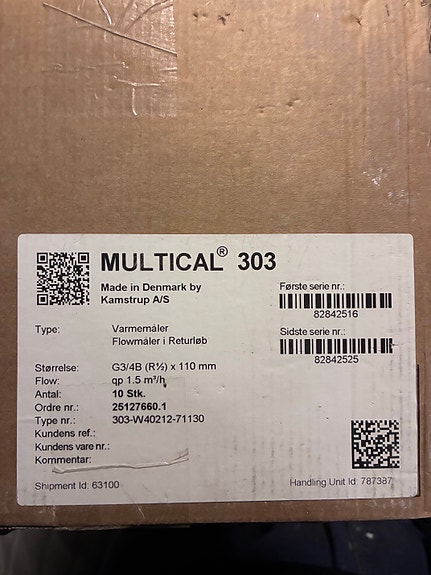 MULTICAL® 303
Made in Denmark by
Kamstrup A/S
Første serie nr.:
82842516
Sidste serie nr.:
82842525
Type: Varmemåler
Flowmåler i Returløb
Størrelse: G3/4B (R½) x 110 mm
Flow: qp 1.5 m³/h
Antal: 10 Stk.
Ordre nr.: 25127660.1
Type nr.: 303-W40212-71130
Kundens ref.:
Kundens vare nr.:
Kommentar:
Shipment Id: 63100
Handling Unit Id: 787387